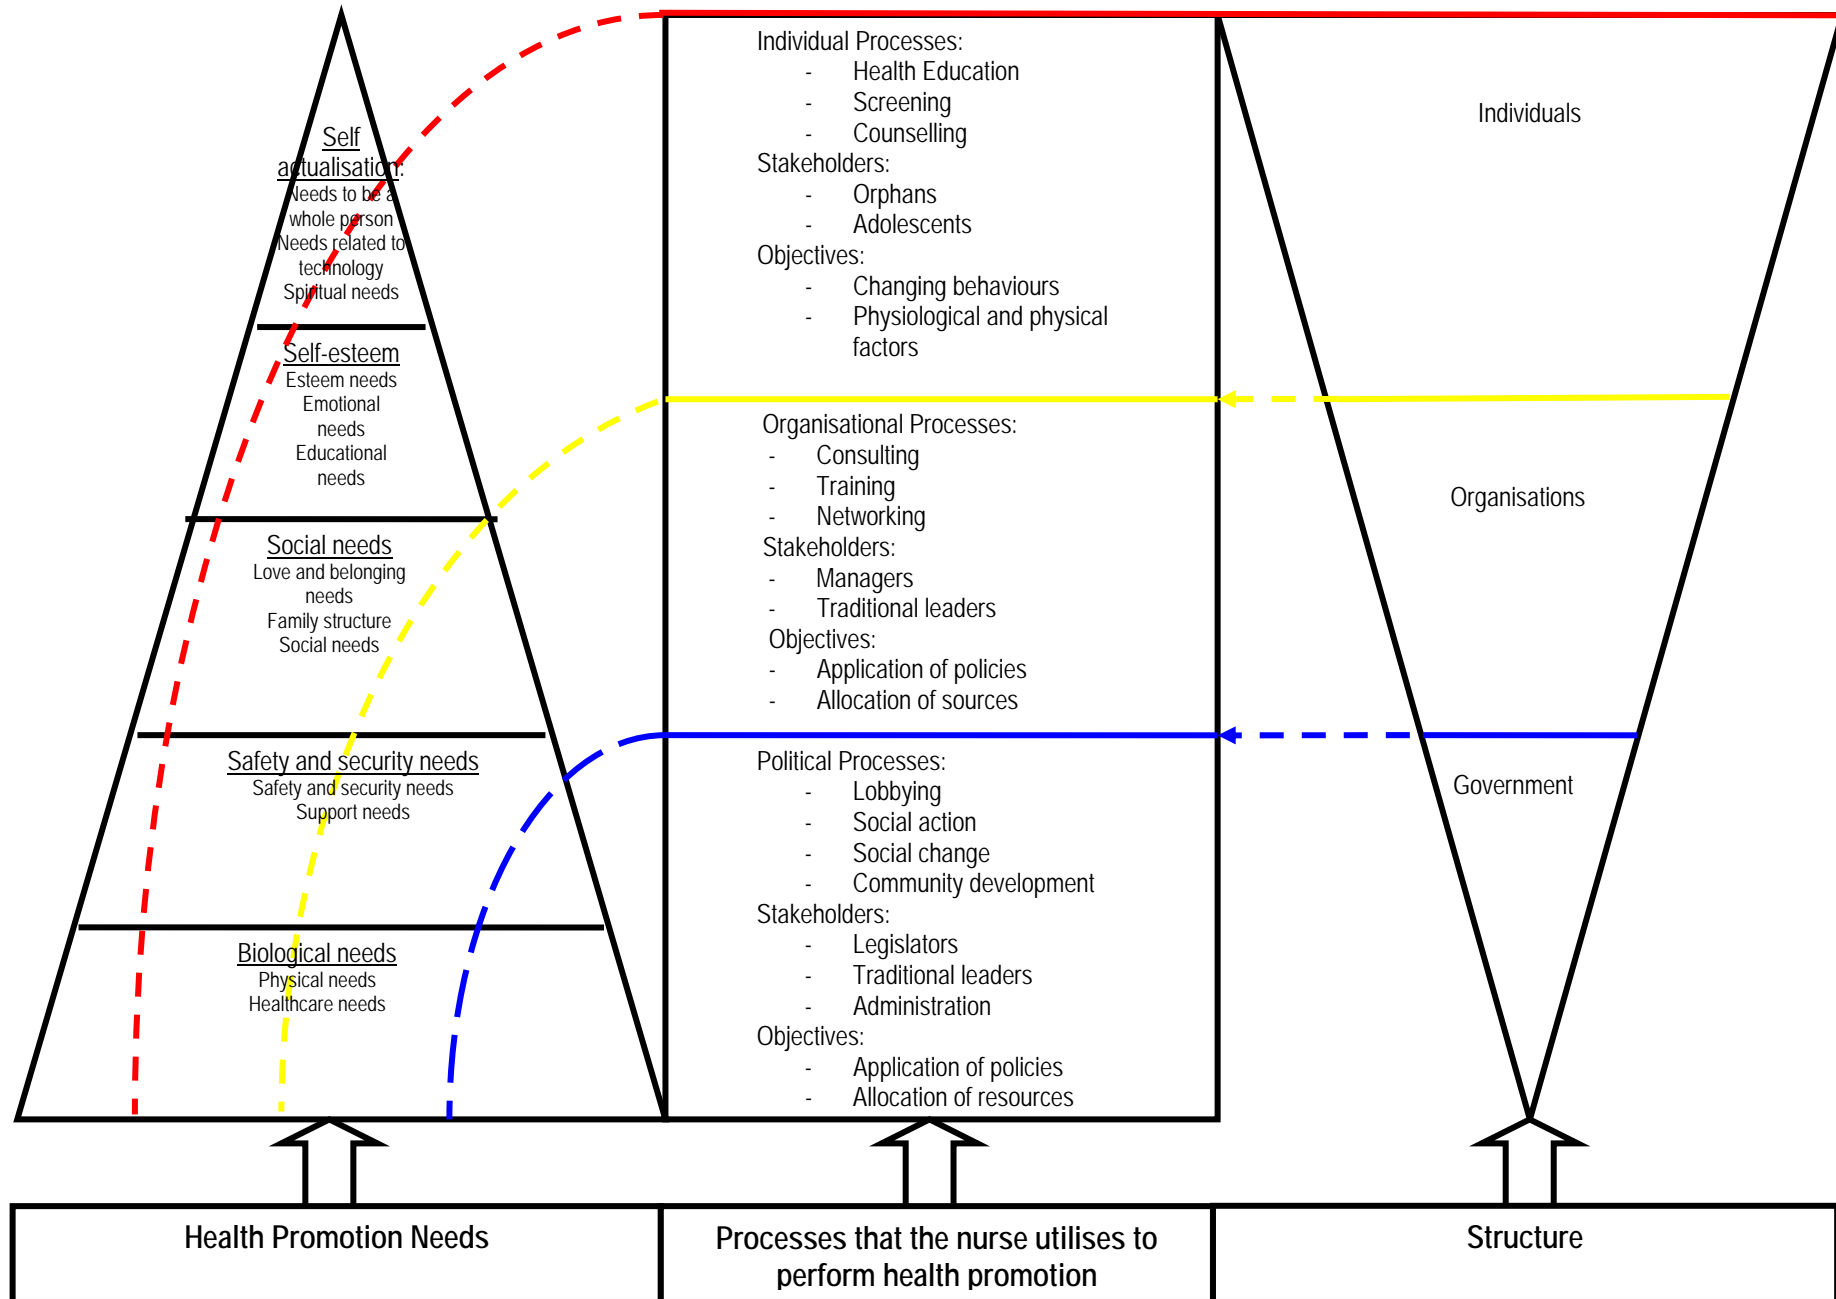 Self
actualisation:
Needs to be a
whole person
Needs related to
technology
Spiritual needs
Self-esteem
Esteem needs
Emotional
needs
Educational
needs
Social needs
Love and belonging
needs
Family structure
Social needs
Safety and security needs
Safety and security needs
Support needs
Biological needs
Physical needs
Healthcare needs
Individual Processes:
- Health Education
- Screening
- Counselling
Stakeholders:
- Orphans
- Adolescents
Objectives:
- Changing behaviours
- Physiological and physical
factors
Organisational Processes:
- Consulting
- Training
- Networking
Stakeholders:
- Managers
- Traditional leaders
Objectives:
- Application of policies
- Allocation of sources
Political Processes:
- Lobbying
- Social action
- Social change
- Community development
Stakeholders:
- Legislators
- Traditional leaders
- Administration
Objectives:
- Application of policies
- Allocation of resources
Individuals
Organisations
Government
Health Promotion Needs
Processes that the nurse utilises to
perform health promotion
Structure